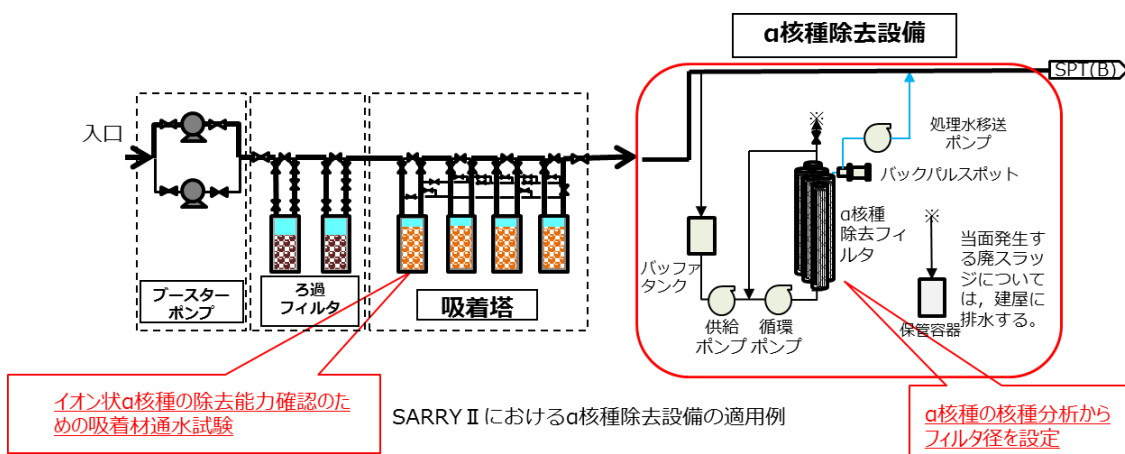 α核種除去設備
SPT(B)
入口
処理水移送
ポンプ
バックパルスポット
α核種
除去フィ
ルタ
※
※
当面発生す
る廃スラッ
ジについて
は，建屋に
排水する。
バッファ
タンク
保管容器
供給
ポンプ
循環
ポンプ
ブースター
ポンプ
ろ過
フィルタ
吸着塔
イオン状α核種の除去能力確認のた
めの吸着材通水試験
SARRYⅡにおけるα核種除去設備の適用例
α核種の核種分析から
フィルタ径を設定